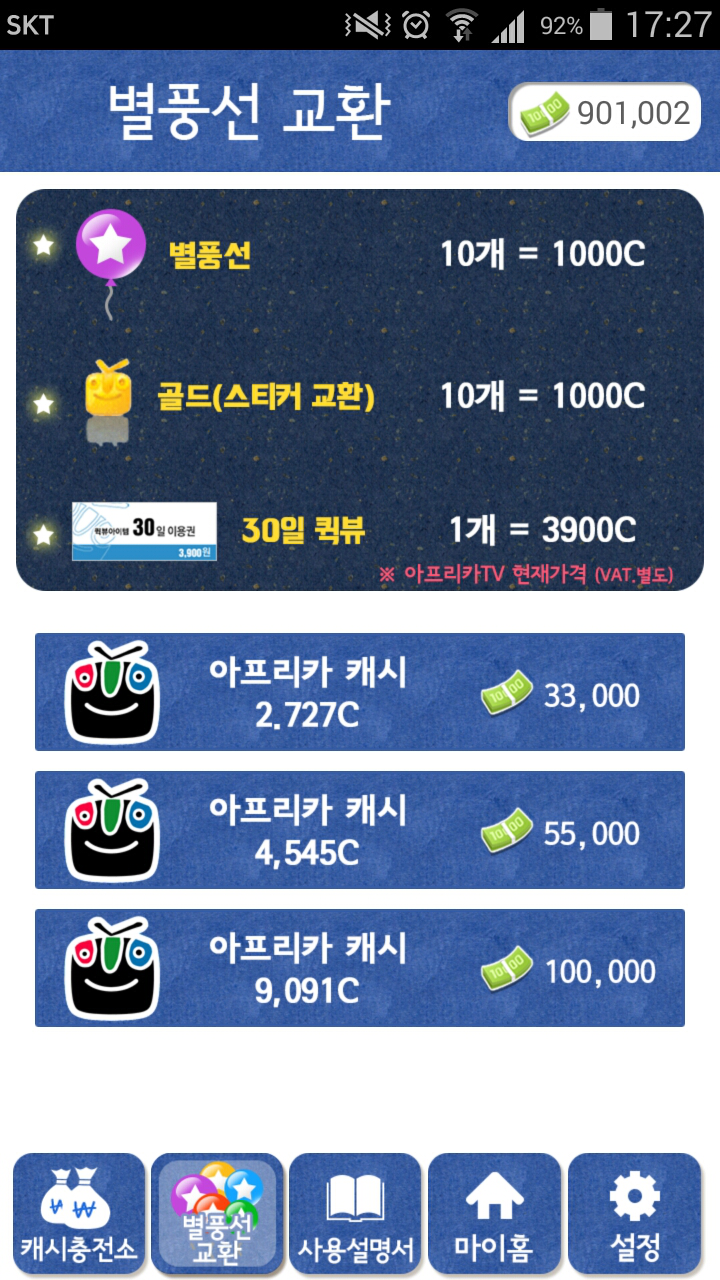 SKT 92% 17:27
별풍선 교환 901,002
별풍선 10개 = 1000C
골드(스티커 교환) 10개 = 1000C
퀵뷰아이템 30일 이용권
3,900원
30일 퀵뷰 1개 = 3900C
※ 아프리카TV 현재가격 (VAT.별도)
아프리카 캐시
2.727C
33,000
아프리카 캐시
4,545C
55,000
아프리카 캐시
9,091C
100,000
캐시충전소
별풍선
교환
사용설명서
마이홈
설정